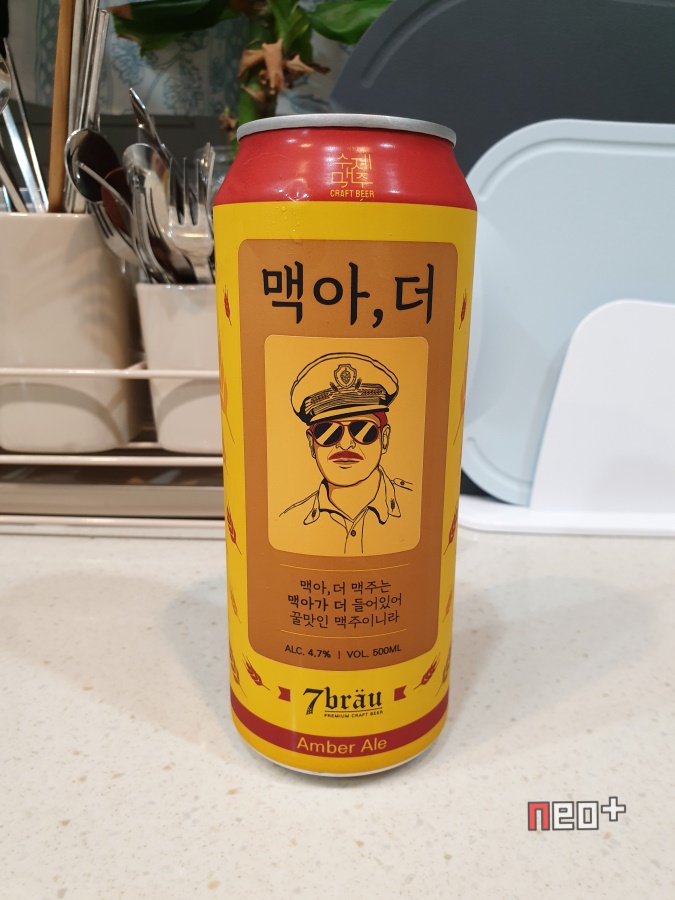 수제
맥주
CRAFT BEER
맥아, 더
맥아, 더 맥주는
맥아가 더 들어있어
꿀맛인 맥주이니라
ALC. 4.7% | VOL. 500ML
7bräu
PREMIUM CRAFT BEER
Amber Ale
neo+